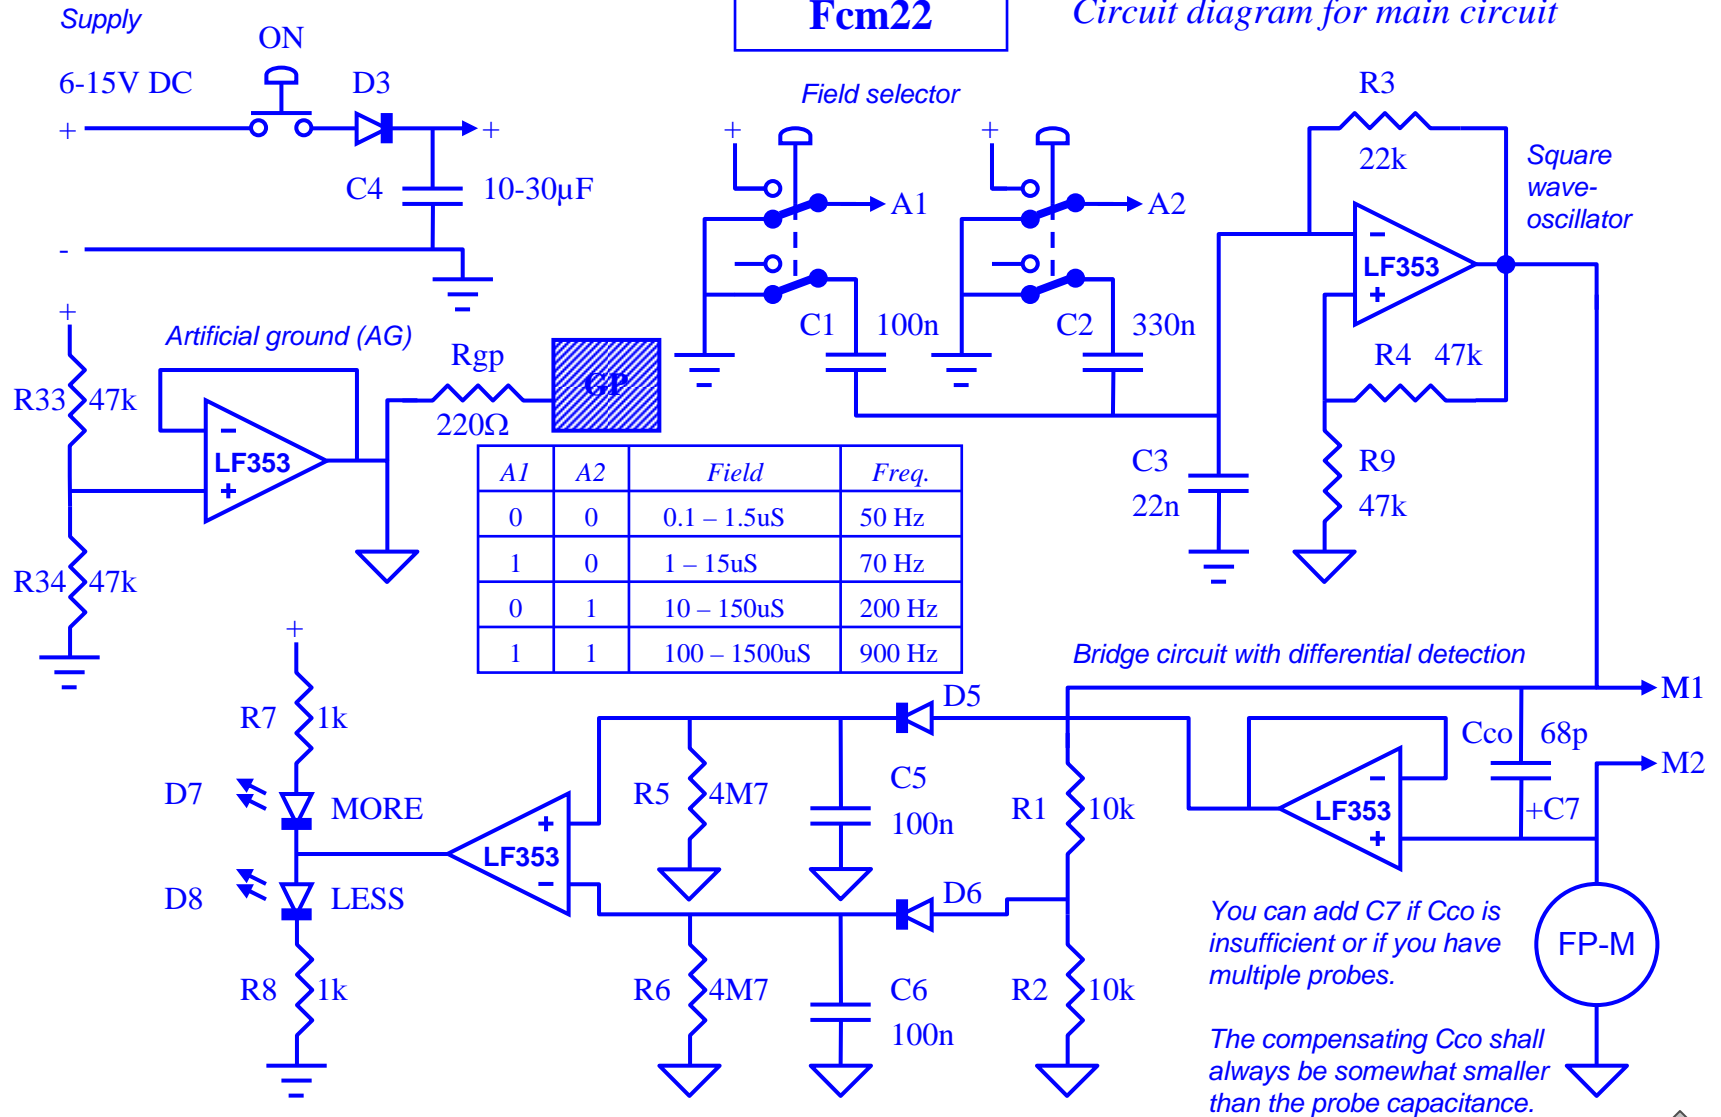 Supply
Fcm22
Circuit diagram for main circuit
ON
6-15V DC
D3
+
+
-
C4
10-30µF
Field selector
+
A1
+
A2
C1 100n
C2 330n
R3
22k
Square
wave-
oscillator
−
LF353
+
R4 47k
C3
22n
R9
47k
+
Artificial ground (AG)
R33 47k
−
LF353
+
R34 47k
Rgp
220Ω
GP
A1 A2 Field Freq.
0 0 0.1 – 1.5uS 50 Hz
1 0 1 – 15uS 70 Hz
0 1 10 – 150uS 200 Hz
1 1 100 – 1500uS 900 Hz
Bridge circuit with differential detection
M1
Cco 68p
M2
+C7
−
LF353
+
+
R7 1k
D7
MORE
D8
LESS
R8 1k
+
LF353
−
R5 4M7
C5
100n
D5
R1 10k
D6
R6 4M7
C6
100n
R2 10k
You can add C7 if Cco is
insufficient or if you have
multiple probes.
FP-M
The compensating Cco shall
always be somewhat smaller
than the probe capacitance.